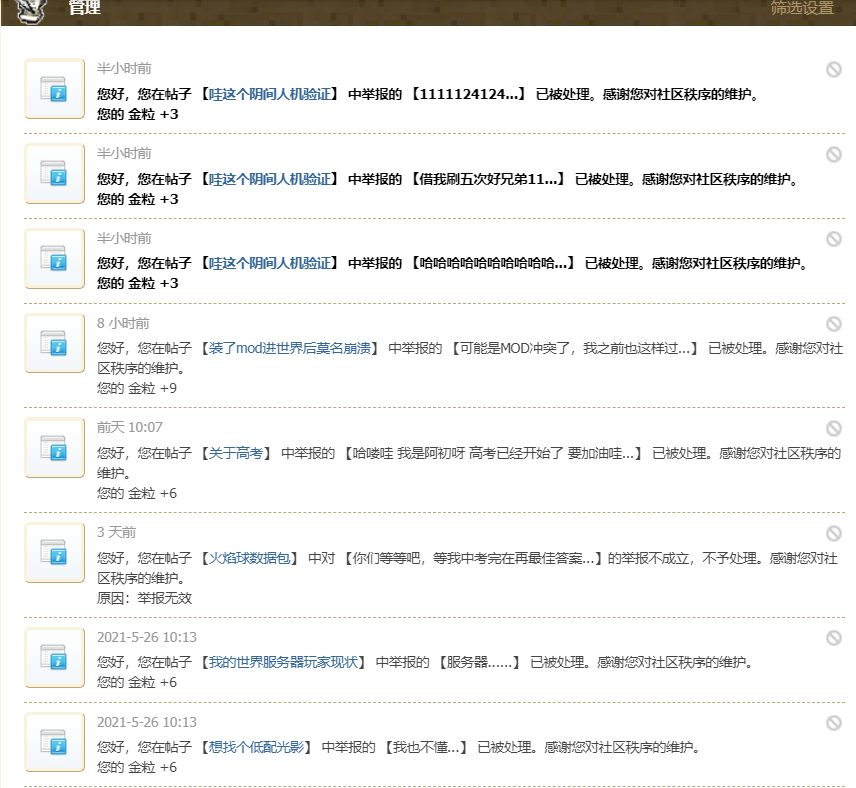 管理 筛选设置
半小时前
您好，您在帖子 【哇这个阴间人机验证】 中举报的 【1111124124...】 已被处理。感谢您对社区秩序的维护。
您的 金粒 +3
半小时前
您好，您在帖子 【哇这个阴间人机验证】 中举报的 【借我刷五次好兄弟11...】 已被处理。感谢您对社区秩序的维护。
您的 金粒 +3
半小时前
您好，您在帖子 【哇这个阴间人机验证】 中举报的 【哈哈哈哈哈哈哈哈哈哈...】 已被处理。感谢您对社区秩序的维护。
您的 金粒 +3
8 小时前
您好，您在帖子 【装了mod进世界后莫名崩溃】 中举报的 【可能是MOD冲突了，我之前也这样过...】 已被处理。感谢您对社
区秩序的维护。
您的 金粒 +9
前天 10:07
您好，您在帖子 【关于高考】 中举报的 【哈喽哇 我是阿初呀 高考已经开始了 要加油哇...】 已被处理。感谢您对社区秩序的
维护。
您的 金粒 +6
3 天前
您好，您在帖子 【火焰球数据包】 中对 【你们等等吧，等我中考完在再最佳答案...】的举报不成立，不予处理。感谢您对社
区秩序的维护。
原因：举报无效
2021-5-26 10:13
您好，您在帖子 【我的世界服务器玩家现状】 中举报的 【服务器......】 已被处理。感谢您对社区秩序的维护。
您的 金粒 +6
2021-5-26 10:13
您好，您在帖子 【想找个低配光影】 中举报的 【我也不懂...】 已被处理。感谢您对社区秩序的维护。
您的 金粒 +6